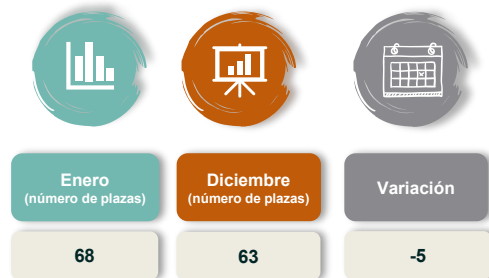 Enero
(número de plazas)
Diciembre
(número de plazas)
Variación
68
63
-5